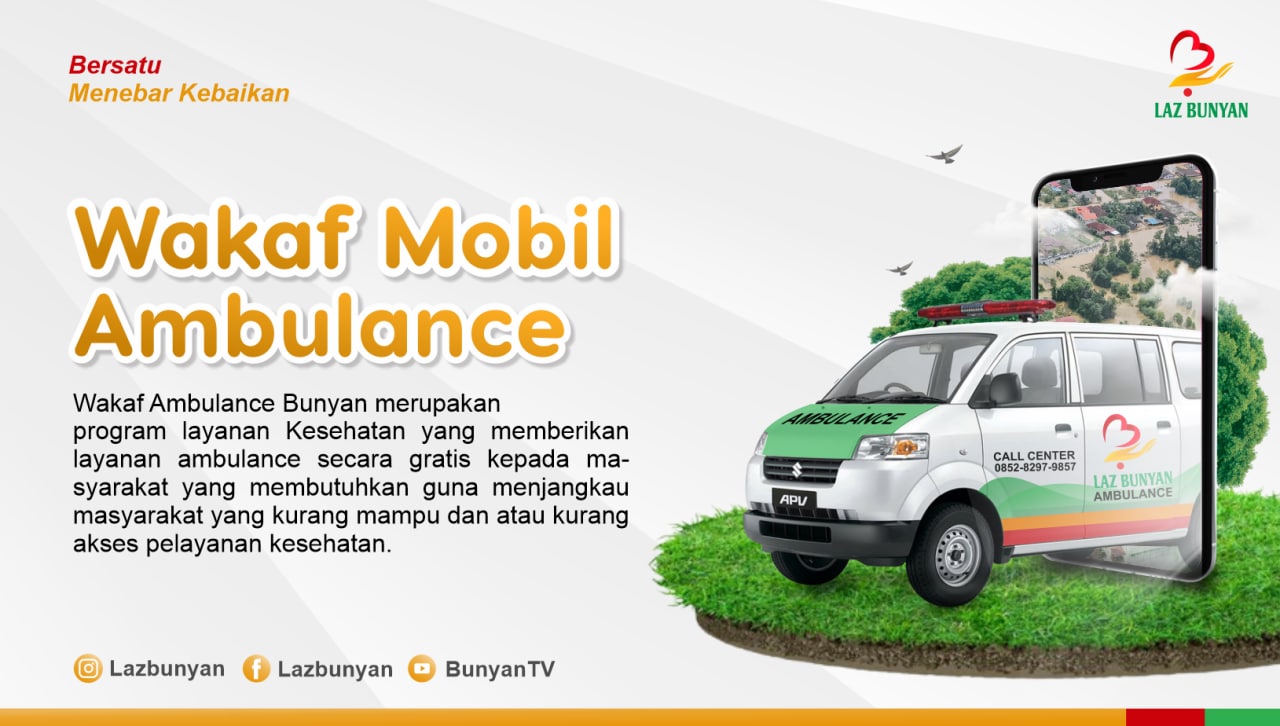 Bersatu
Menebar Kebaikan
LAZ BUNYAN
Wakaf Mobil
Ambulance
Wakaf Ambulance Bunyan merupakan
program layanan Kesehatan yang memberikan
layanan ambulance secara gratis kepada ma-
syarakat yang membutuhkan guna menjangkau
masyarakat yang kurang mampu dan atau kurang
akses pelayanan kesehatan.
AMBULANCE
APV
CALL CENTER
0852-8297-9857
LAZ BUNYAN
AMBULANCE
Lazbunyan
Lazbunyan
BunyanTV